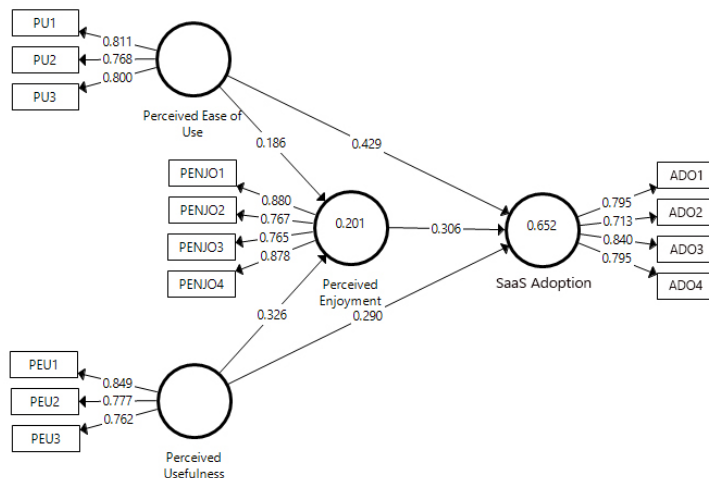 PU1
0.811
PU2
0.768
0.800
PU3
Perceived Ease of
Use
0.186
0.429
PENJO1
0.880
PENJO2
0.767
PENJO3
0.765
PENJO4
0.878
0.201
Perceived
Enjoyment
0.306
0.652
SaaS Adoption
0.795
ADO1
0.713
ADO2
0.840
ADO3
0.795
ADO4
0.326
0.290
PEU1
0.849
PEU2
0.777
0.762
PEU3
Perceived
Usefulness